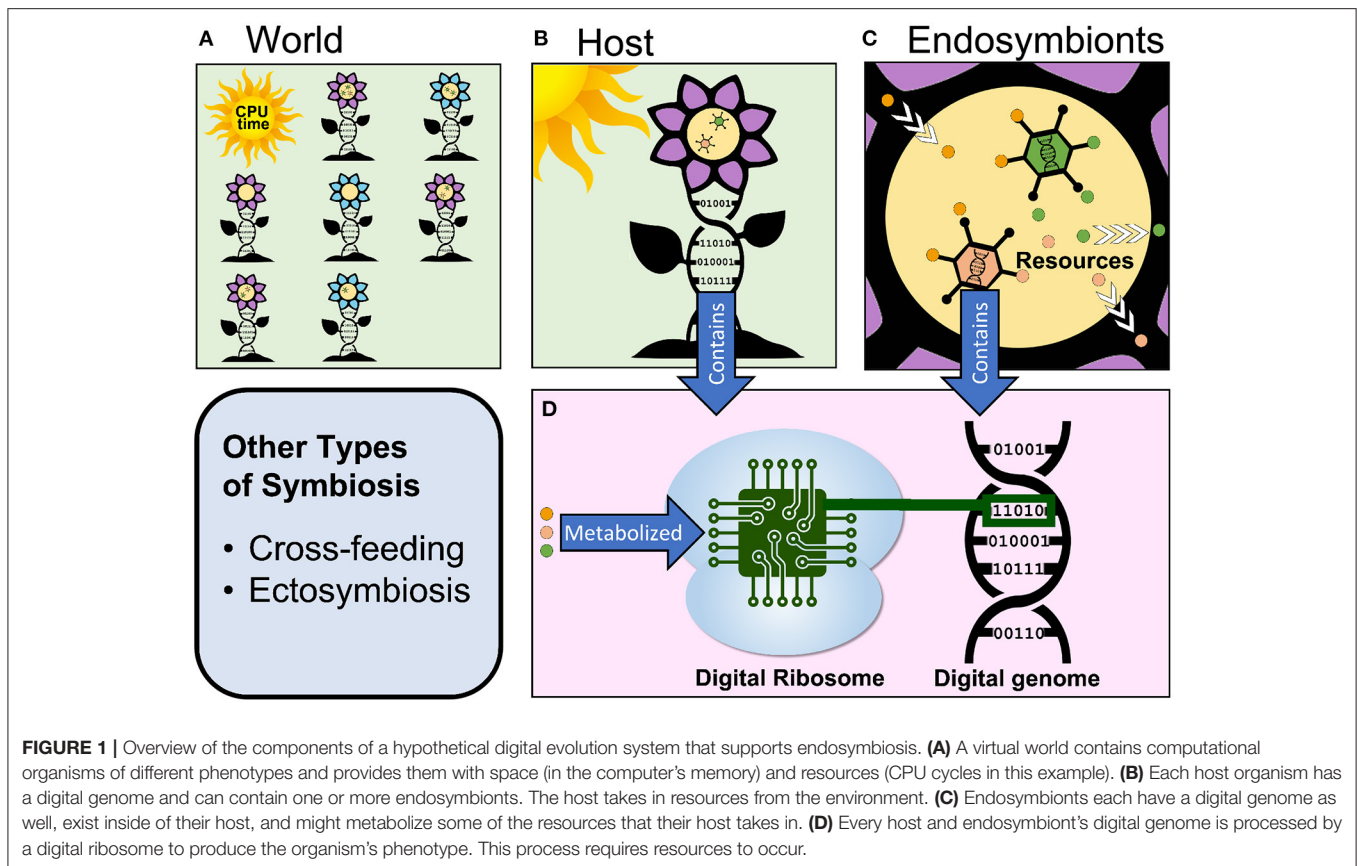 A World
CPU
time
B Host
01001
11010
010001
10111
Contains
C Endosymbionts
Resources
Contains
Other Types
of Symbiosis
• Cross-feeding
• Ectosymbiosis
D
Metabolized
01001
11010
010001
10111
00110
Digital Ribosome
Digital genome
FIGURE 1 | Overview of the components of a hypothetical digital evolution system that supports endosymbiosis. (A) A virtual world contains computational
organisms of different phenotypes and provides them with space (in the computer's memory) and resources (CPU cycles in this example). (B) Each host organism has
a digital genome and can contain one or more endosymbionts. The host takes in resources from the environment. (C) Endosymbionts each have a digital genome as
well, exist inside of their host, and might metabolize some of the resources that their host takes in. (D) Every host and endosymbiont's digital genome is processed by
a digital ribosome to produce the organism's phenotype. This process requires resources to occur.